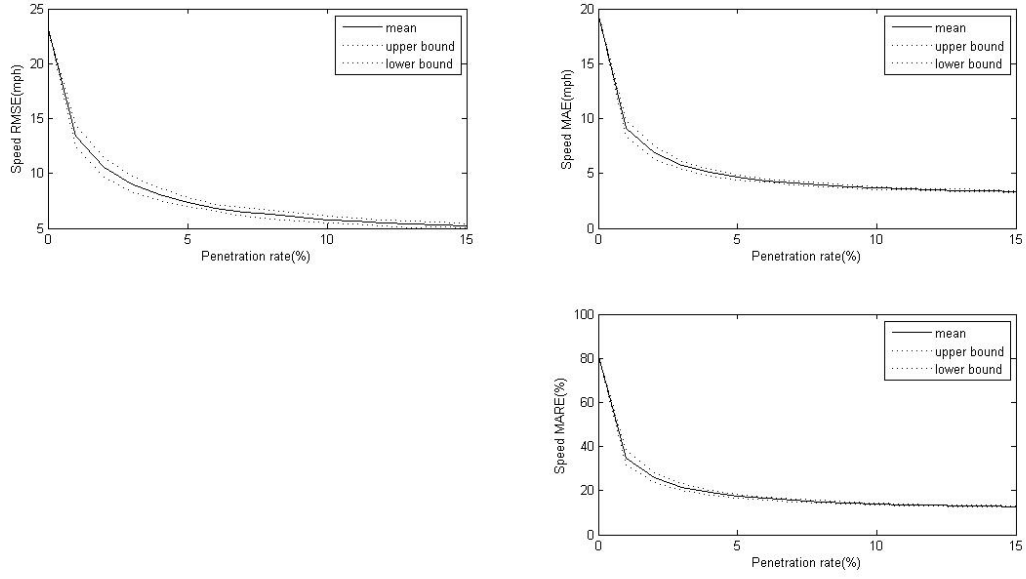 25
20
15
10
5
0
5
10
15
Speed RMSE(mph)
Penetration rate(%)
mean
upper bound
lower bound
20
15
10
5
0
0
5
10
15
Speed MAE(mph)
Penetration rate(%)
mean
upper bound
lower bound
100
80
60
40
20
0
0
5
10
15
Speed MARE(%)
Penetration rate(%)
mean
upper bound
lower bound